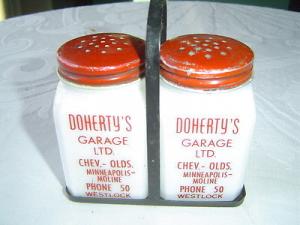 DOHERTY'S
GARAGE
LTD.
CHEV.- OLDS.
MINNEAPOLIS-
MOLINE
PHONE 50
WESTLOCK
DOHERTY'S
GARAGE
LTD.
CHEV.- OLDS.
MINNEAPOLIS-
MOLINE
PHONE 50
WESTLOCK